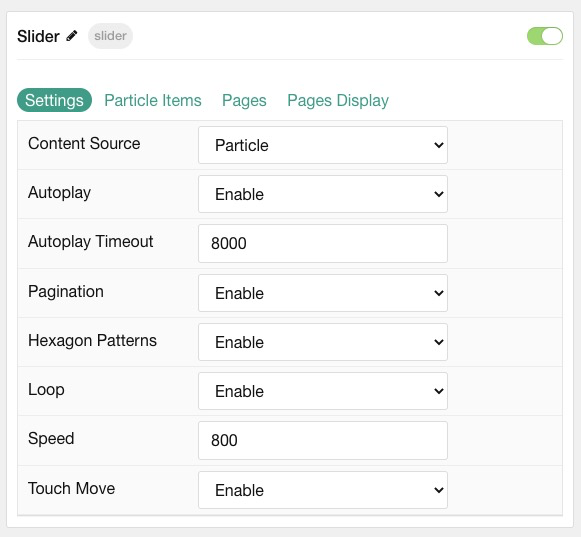 Slider slider
Settings Particle Items Pages Pages Display
Content Source Particle
Autoplay Enable
Autoplay Timeout 8000
Pagination Enable
Hexagon Patterns Enable
Loop Enable
Speed 800
Touch Move Enable